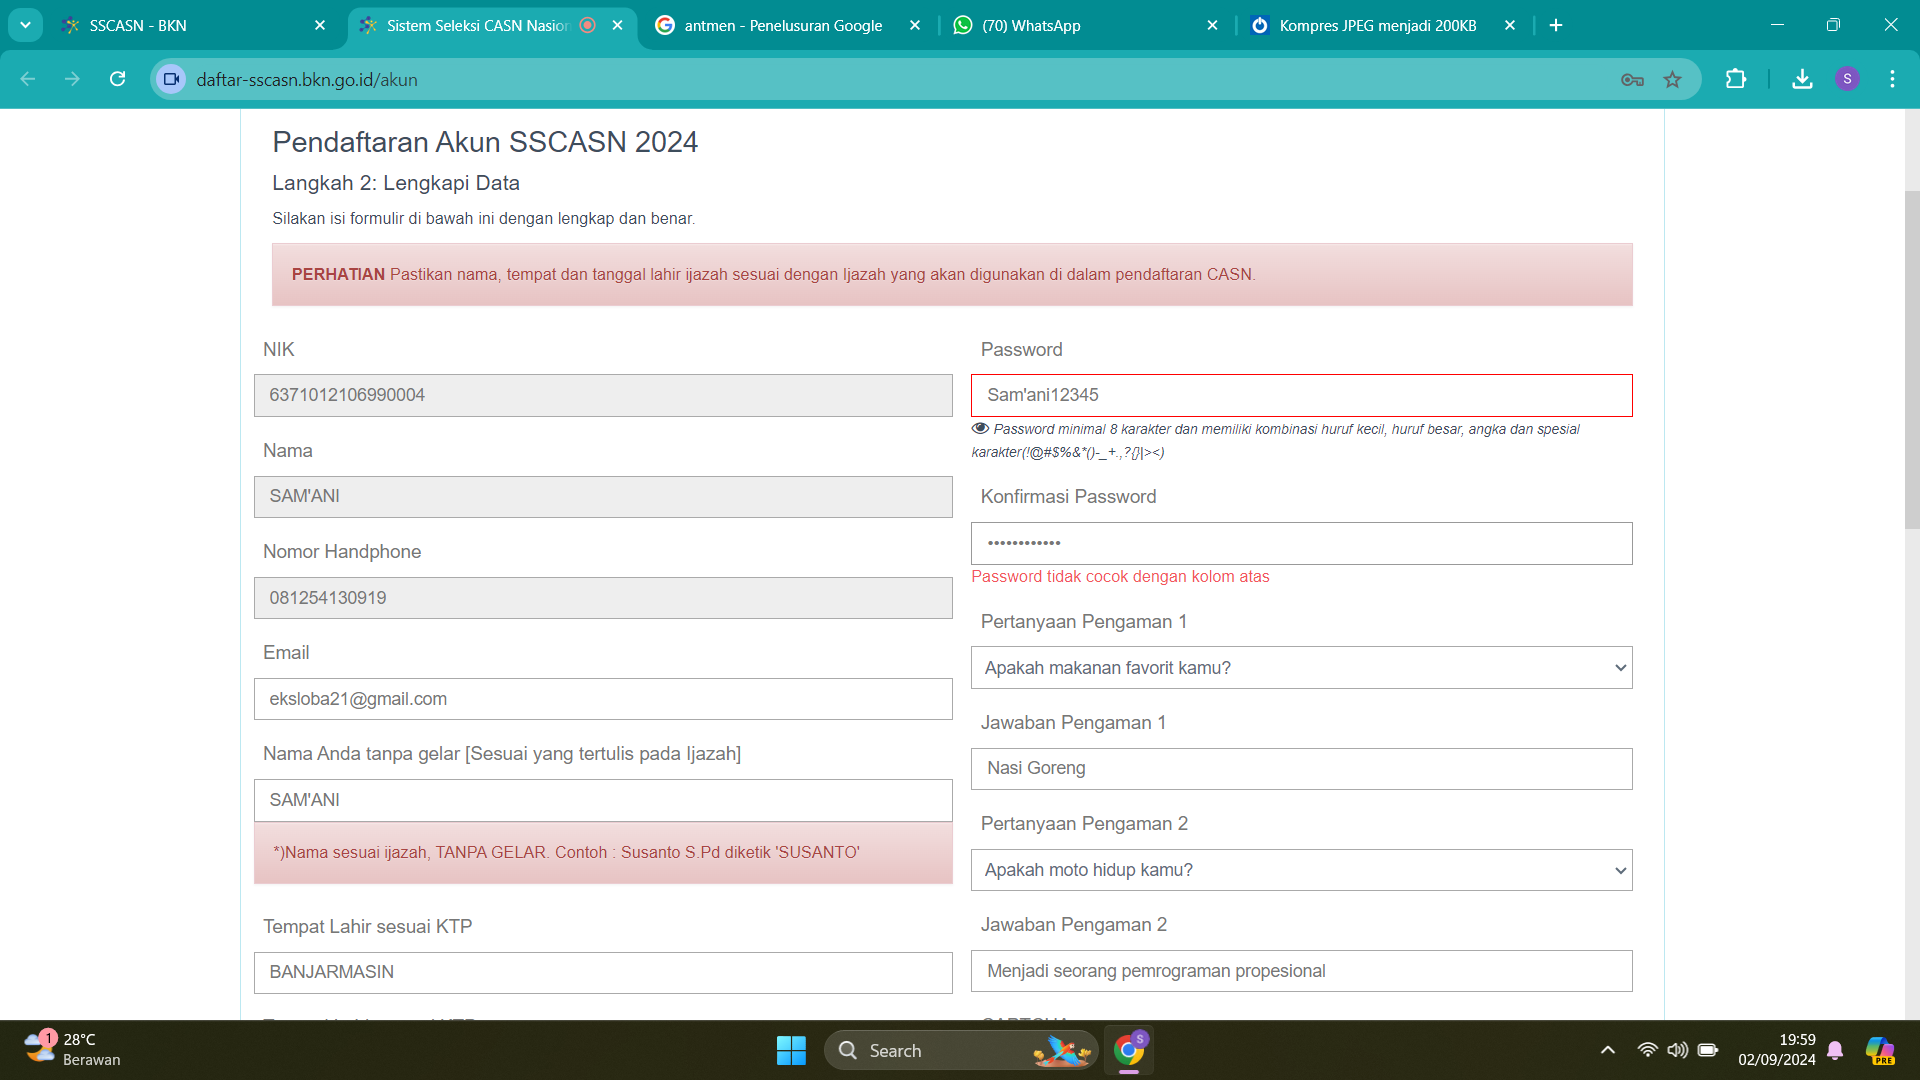 SSCASN - BKN
Sistem Seleksi CASN Nasion
antmen - Penelusuran Google
(70) WhatsApp
Kompres JPEG menjadi 200KB
daftar-sscasn.bkn.go.id/akun
S
Pendaftaran Akun SSCASN 2024
Langkah 2: Lengkapi Data
Silakan isi formulir di bawah ini dengan lengkap dan benar.
PERHATIAN Pastikan nama, tempat dan tanggal lahir ijazah sesuai dengan Ijazah yang akan digunakan di dalam pendaftaran CASN.
NIK
6371012106990004
Nama
SAM'ANI
Nomor Handphone
081254130919
Email
eksloba21@gmail.com
Nama Anda tanpa gelar [Sesuai yang tertulis pada Ijazah]
SAM'ANI
*)Nama sesuai ijazah, TANPA GELAR. Contoh : Susanto S.Pd diketik 'SUSANTO'
Tempat Lahir sesuai KTP
BANJARMASIN
Password
Sam'ani12345
Password minimal 8 karakter dan memiliki kombinasi huruf kecil, huruf besar, angka dan spesial
karakter(!@#$%&*()-_+.,?{}|><)
Konfirmasi Password
••••••••••••
Password tidak cocok dengan kolom atas
Pertanyaan Pengaman 1
Apakah makanan favorit kamu?
Jawaban Pengaman 1
Nasi Goreng
Pertanyaan Pengaman 2
Apakah moto hidup kamu?
Jawaban Pengaman 2
Menjadi seorang pemrograman propesional
1
28°C
Berawan
Search
S
19:59
02/09/2024
PRE